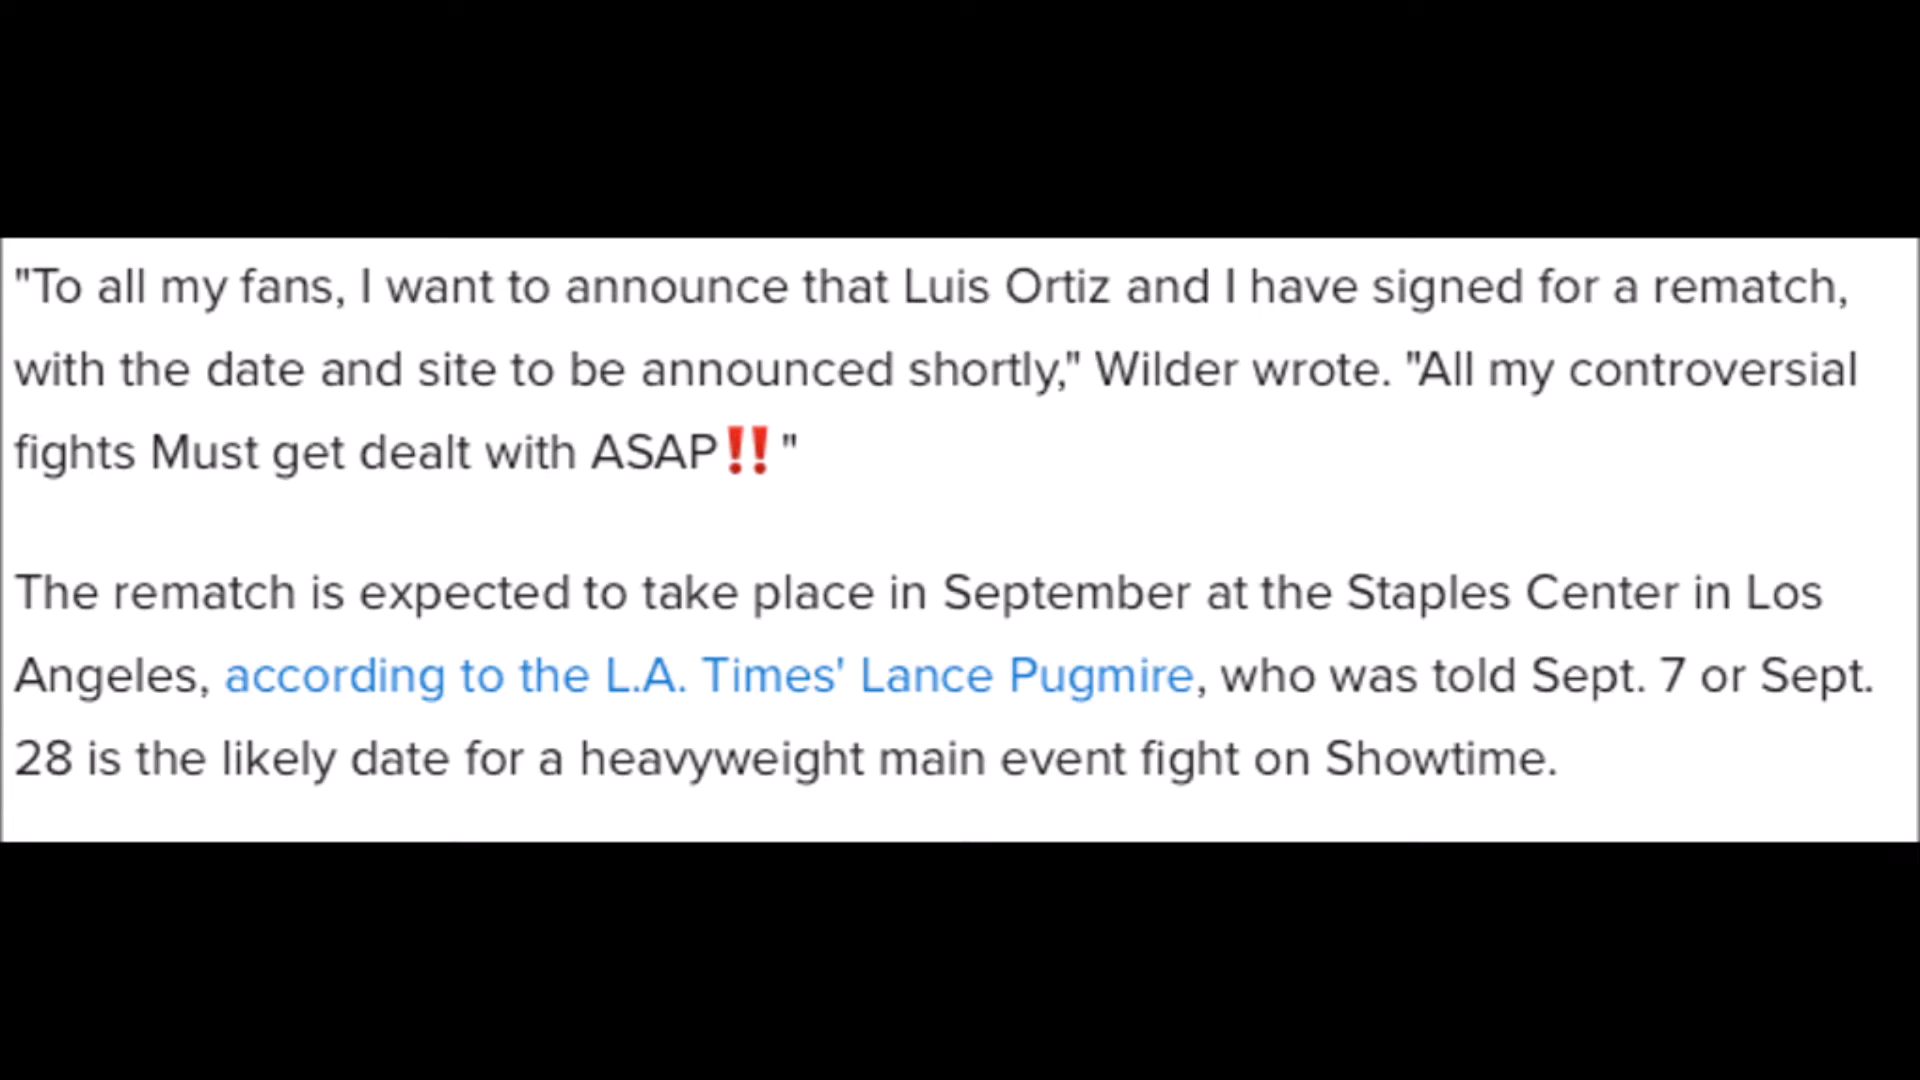 "To all my fans, I want to announce that Luis Ortiz and I have signed for a rematch,
with the date and site to be announced shortly," Wilder wrote. "All my controversial
fights Must get dealt with ASAP‼️"
The rematch is expected to take place in September at the Staples Center in Los
Angeles, according to the L.A. Times' Lance Pugmire, who was told Sept. 7 or Sept.
28 is the likely date for a heavyweight main event fight on Showtime.